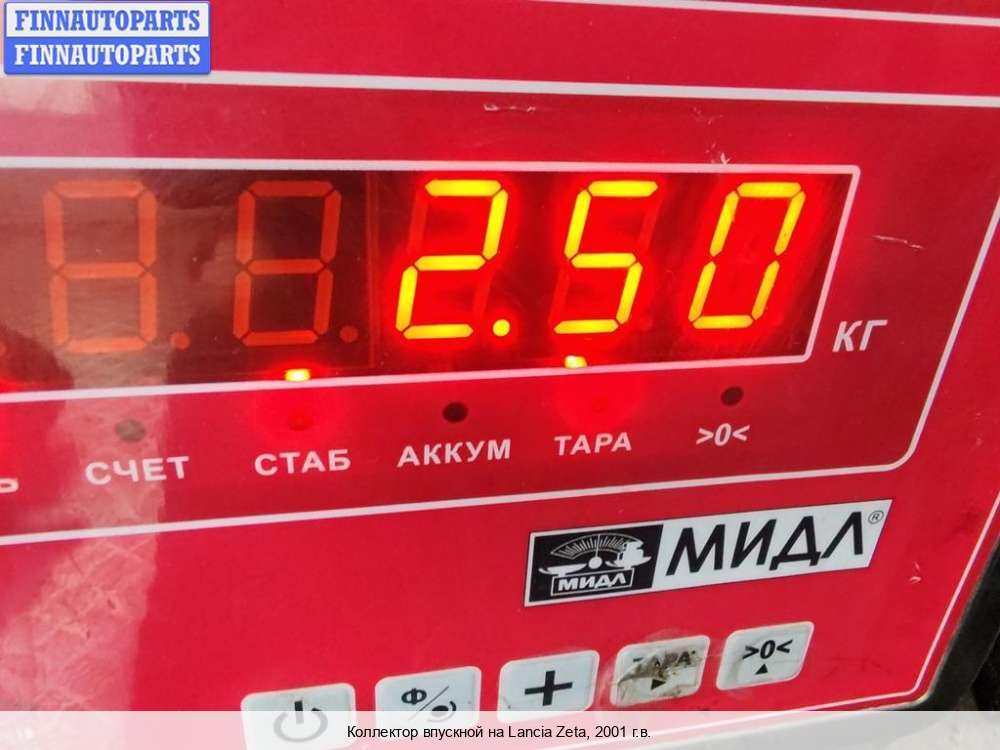 FINNAUTOPARTS
FINNAUTOPARTS
2.50
КГ
СЧЕТ СТАБ АККУМ ТАРА >0<
МИДЛ МИДЛ®
Ф + ТАРА >0<
Коллектор впускной на Lancia Zeta, 2001 г.в.